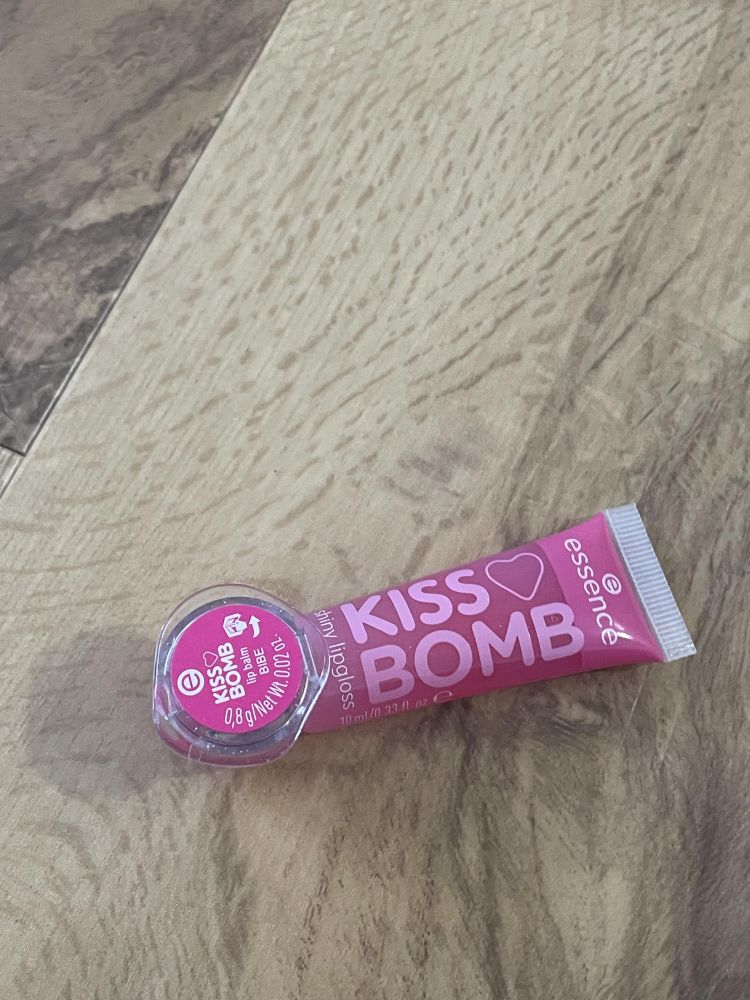 KISS
BOMB
essence
shiny lipgloss
10 ml/0.33 fl. oz ℮
e
KISS
BOMB
lip balm
BIBE
0,8 g/Net Wt. 0.02 oz.